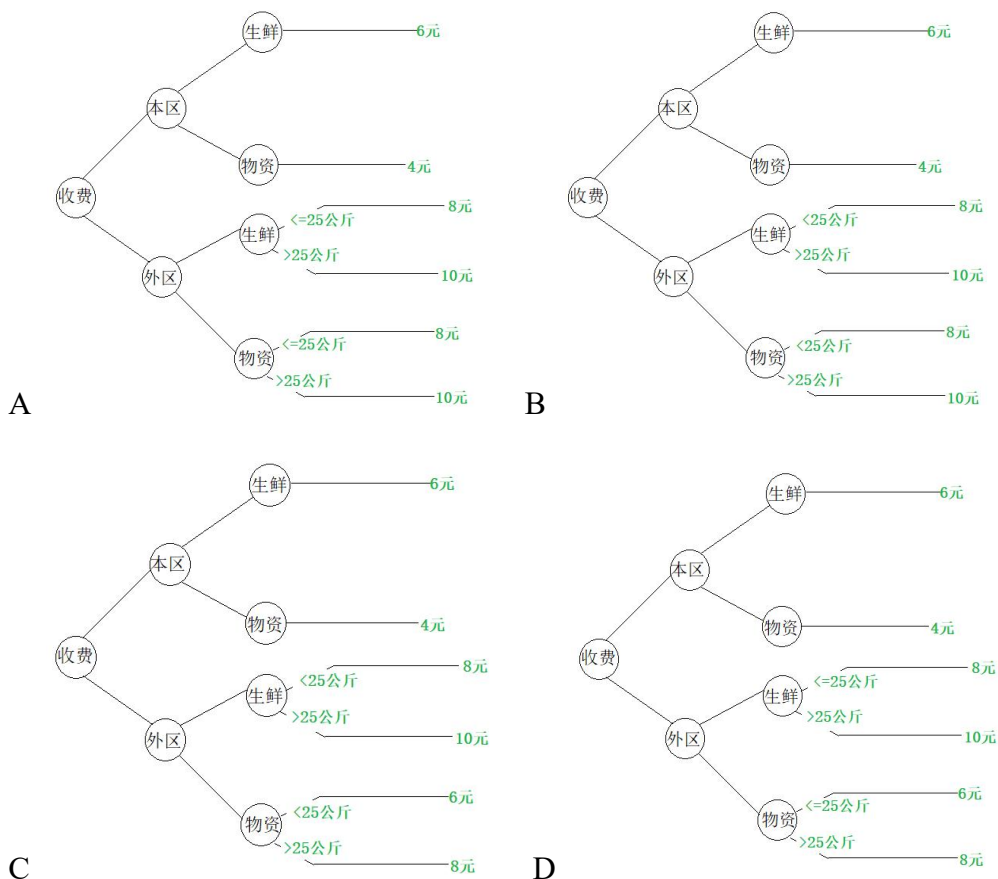 生鲜
6元
本区
物资
4元
收费
外区
生鲜
<=25公斤
8元
>25公斤
10元
物资
<=25公斤
8元
>25公斤
10元
A
生鲜
6元
本区
物资
4元
收费
外区
生鲜
<25公斤
8元
>25公斤
10元
物资
<25公斤
8元
>25公斤
10元
B
生鲜
6元
本区
物资
4元
收费
外区
生鲜
<25公斤
8元
>25公斤
10元
物资
<25公斤
6元
>25公斤
8元
C
生鲜
6元
本区
物资
4元
收费
外区
生鲜
<=25公斤
8元
>25公斤
10元
物资
<=25公斤
6元
>25公斤
8元
D